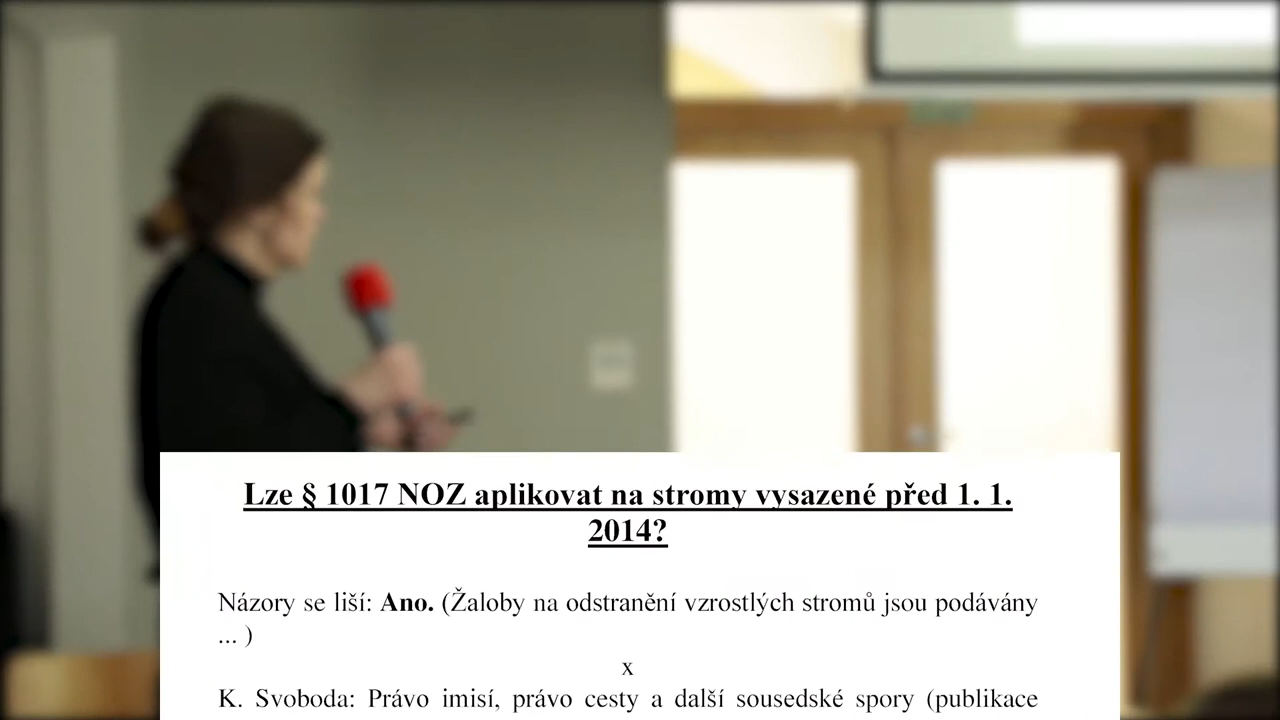 Lze § 1017 NOZ aplikovat na stromy vysazené před 1. 1.
2014?
Názory se liší: Ano. (Žaloby na odstranění vzrostlých stromů jsou podávány
... )
x
K. Svoboda: Právo imisí, právo cesty a další sousedské spory (publikace